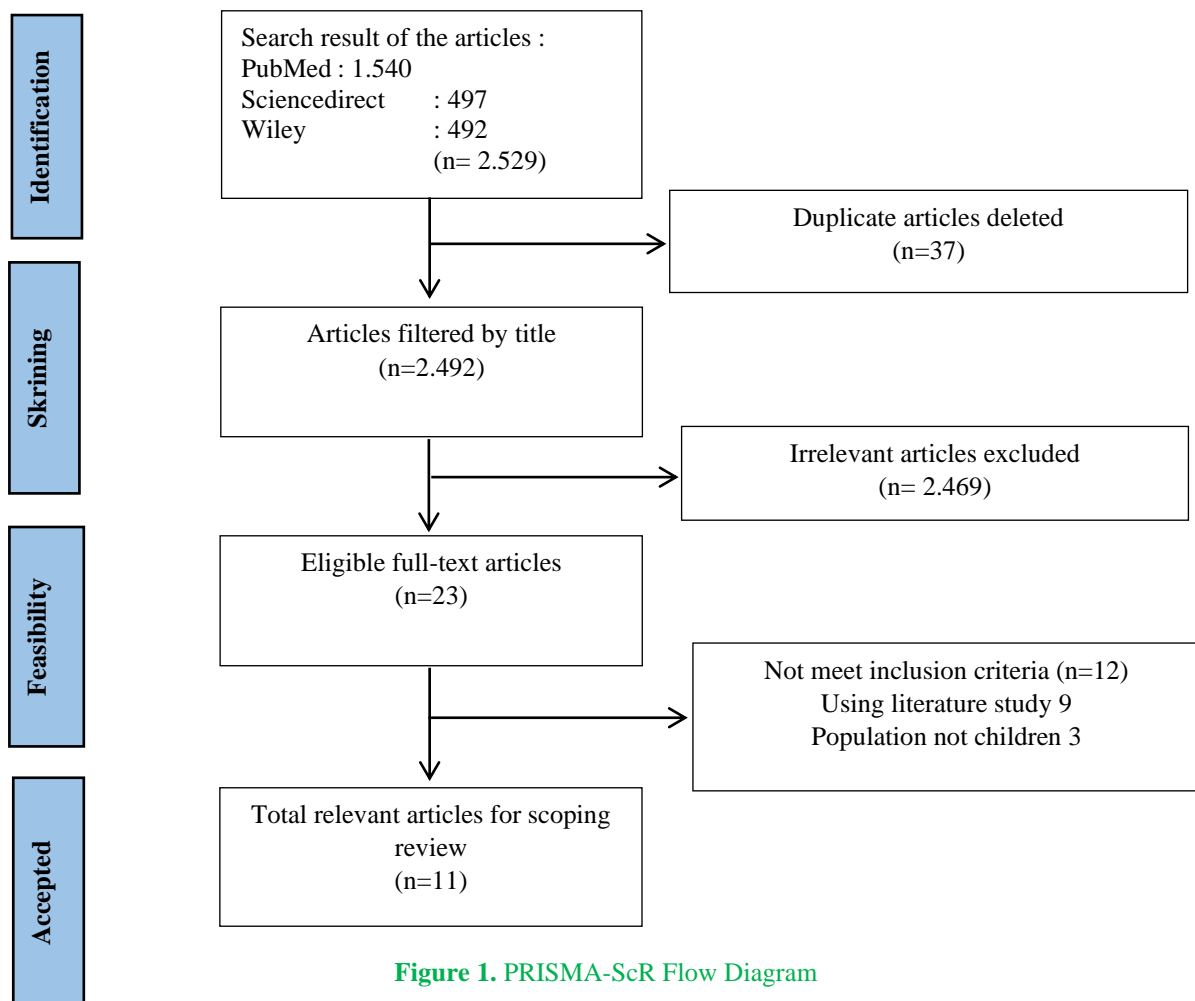 Identification
Search result of the articles :
PubMed : 1.540
Sciencedirect : 497
Wiley : 492
(n= 2.529)
Duplicate articles deleted
(n=37)
Skrining
Articles filtered by title
(n=2.492)
Irrelevant articles excluded
(n= 2.469)
Feasibility
Eligible full-text articles
(n=23)
Not meet inclusion criteria (n=12)
Using literature study 9
Population not children 3
Accepted
Total relevant articles for scoping
review
(n=11)
Figure 1. PRISMA-ScR Flow Diagram